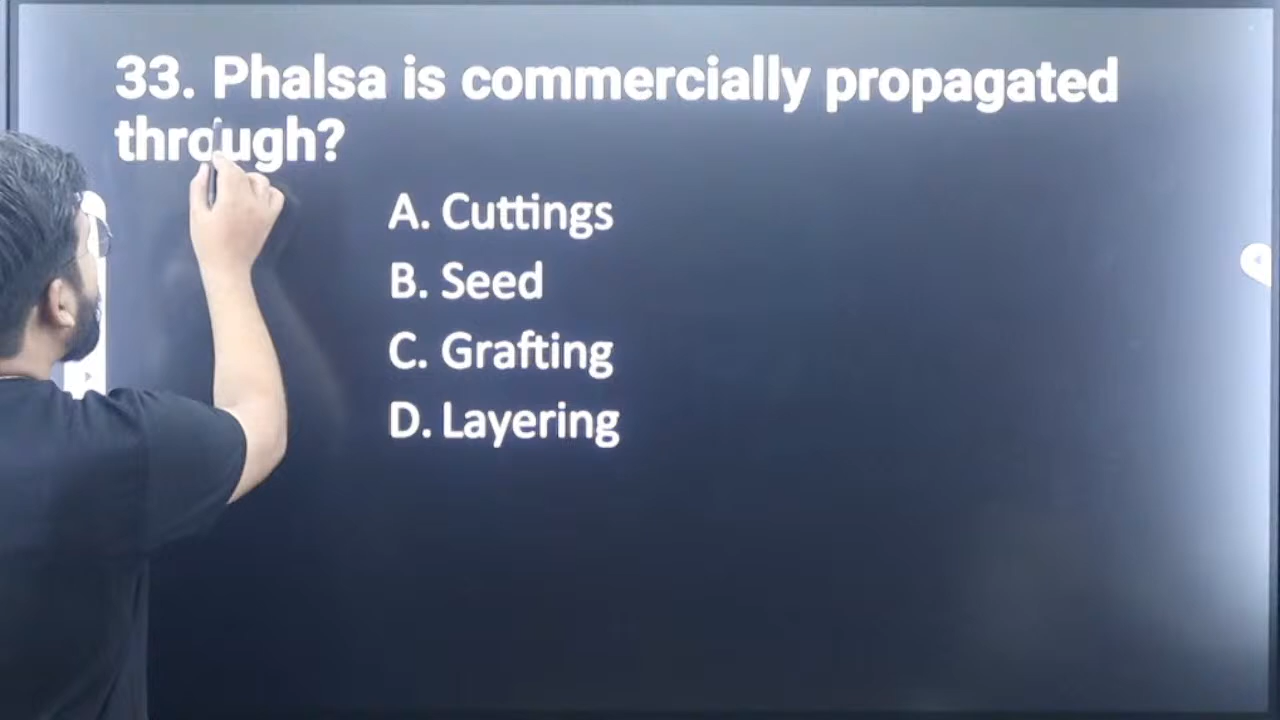 33. Phalsa is commercially propagated
through?
A. Cuttings
B. Seed
C. Grafting
D. Layering